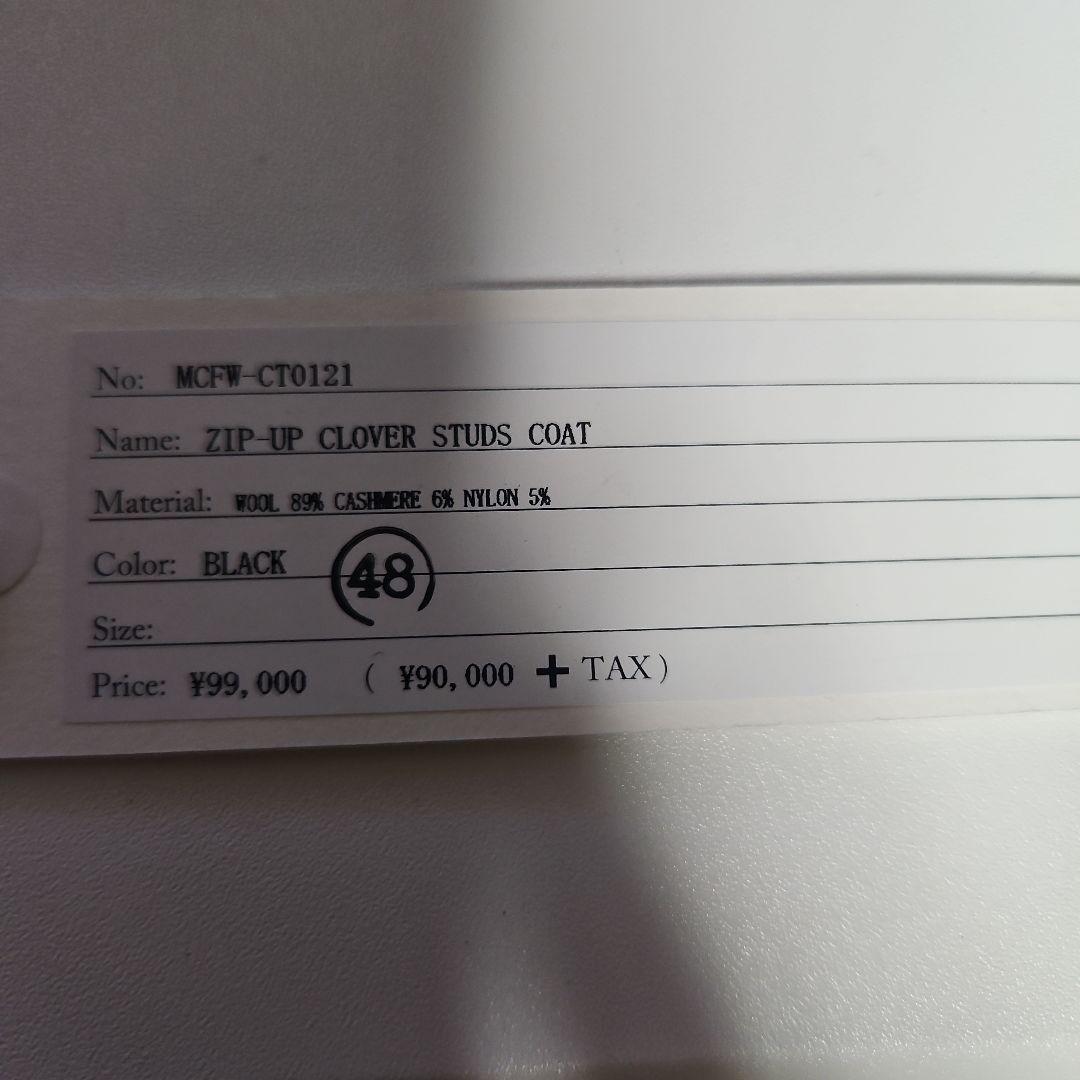 No: MCFW-CT0121
Name: ZIP-UP CLOVER STUDS COAT
Material: WOOL 89% CASHMERE 6% NYLON 5%
Color: BLACK
48
Size:
Price: ¥99,000 ( ¥90,000 + TAX)